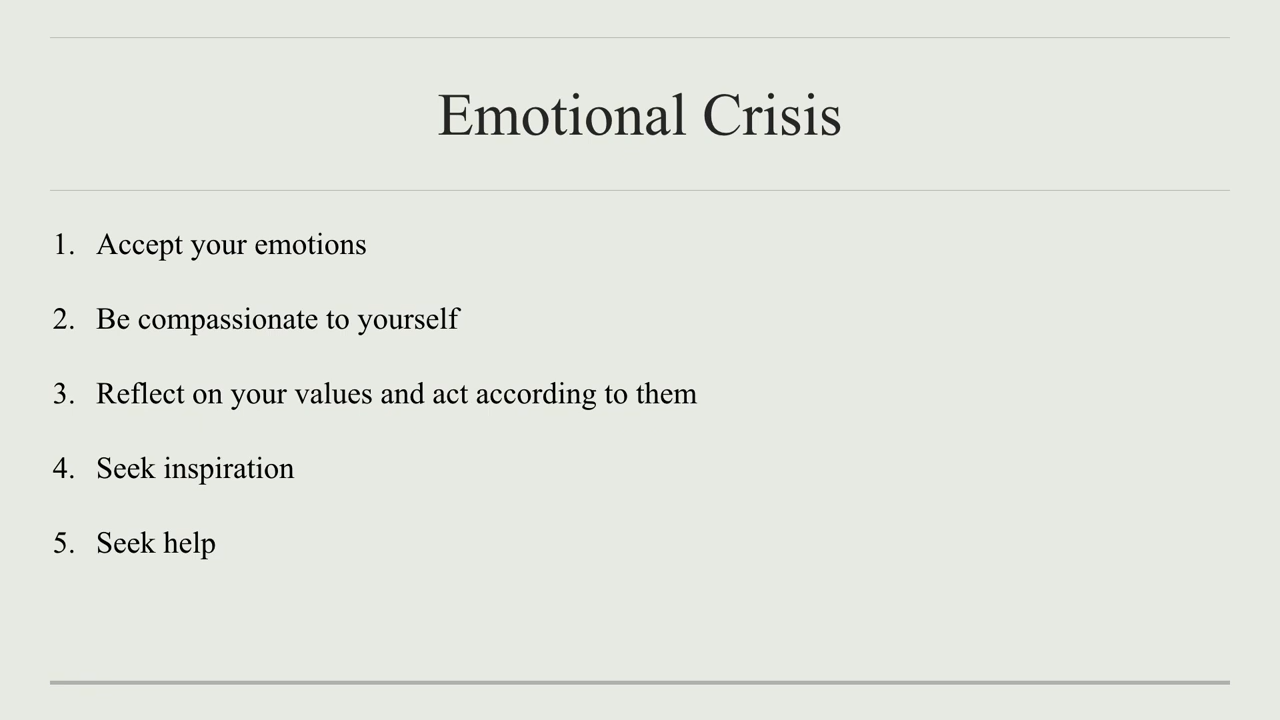 Emotional Crisis
1. Accept your emotions
2. Be compassionate to yourself
3. Reflect on your values and act according to them
4. Seek inspiration
5. Seek help